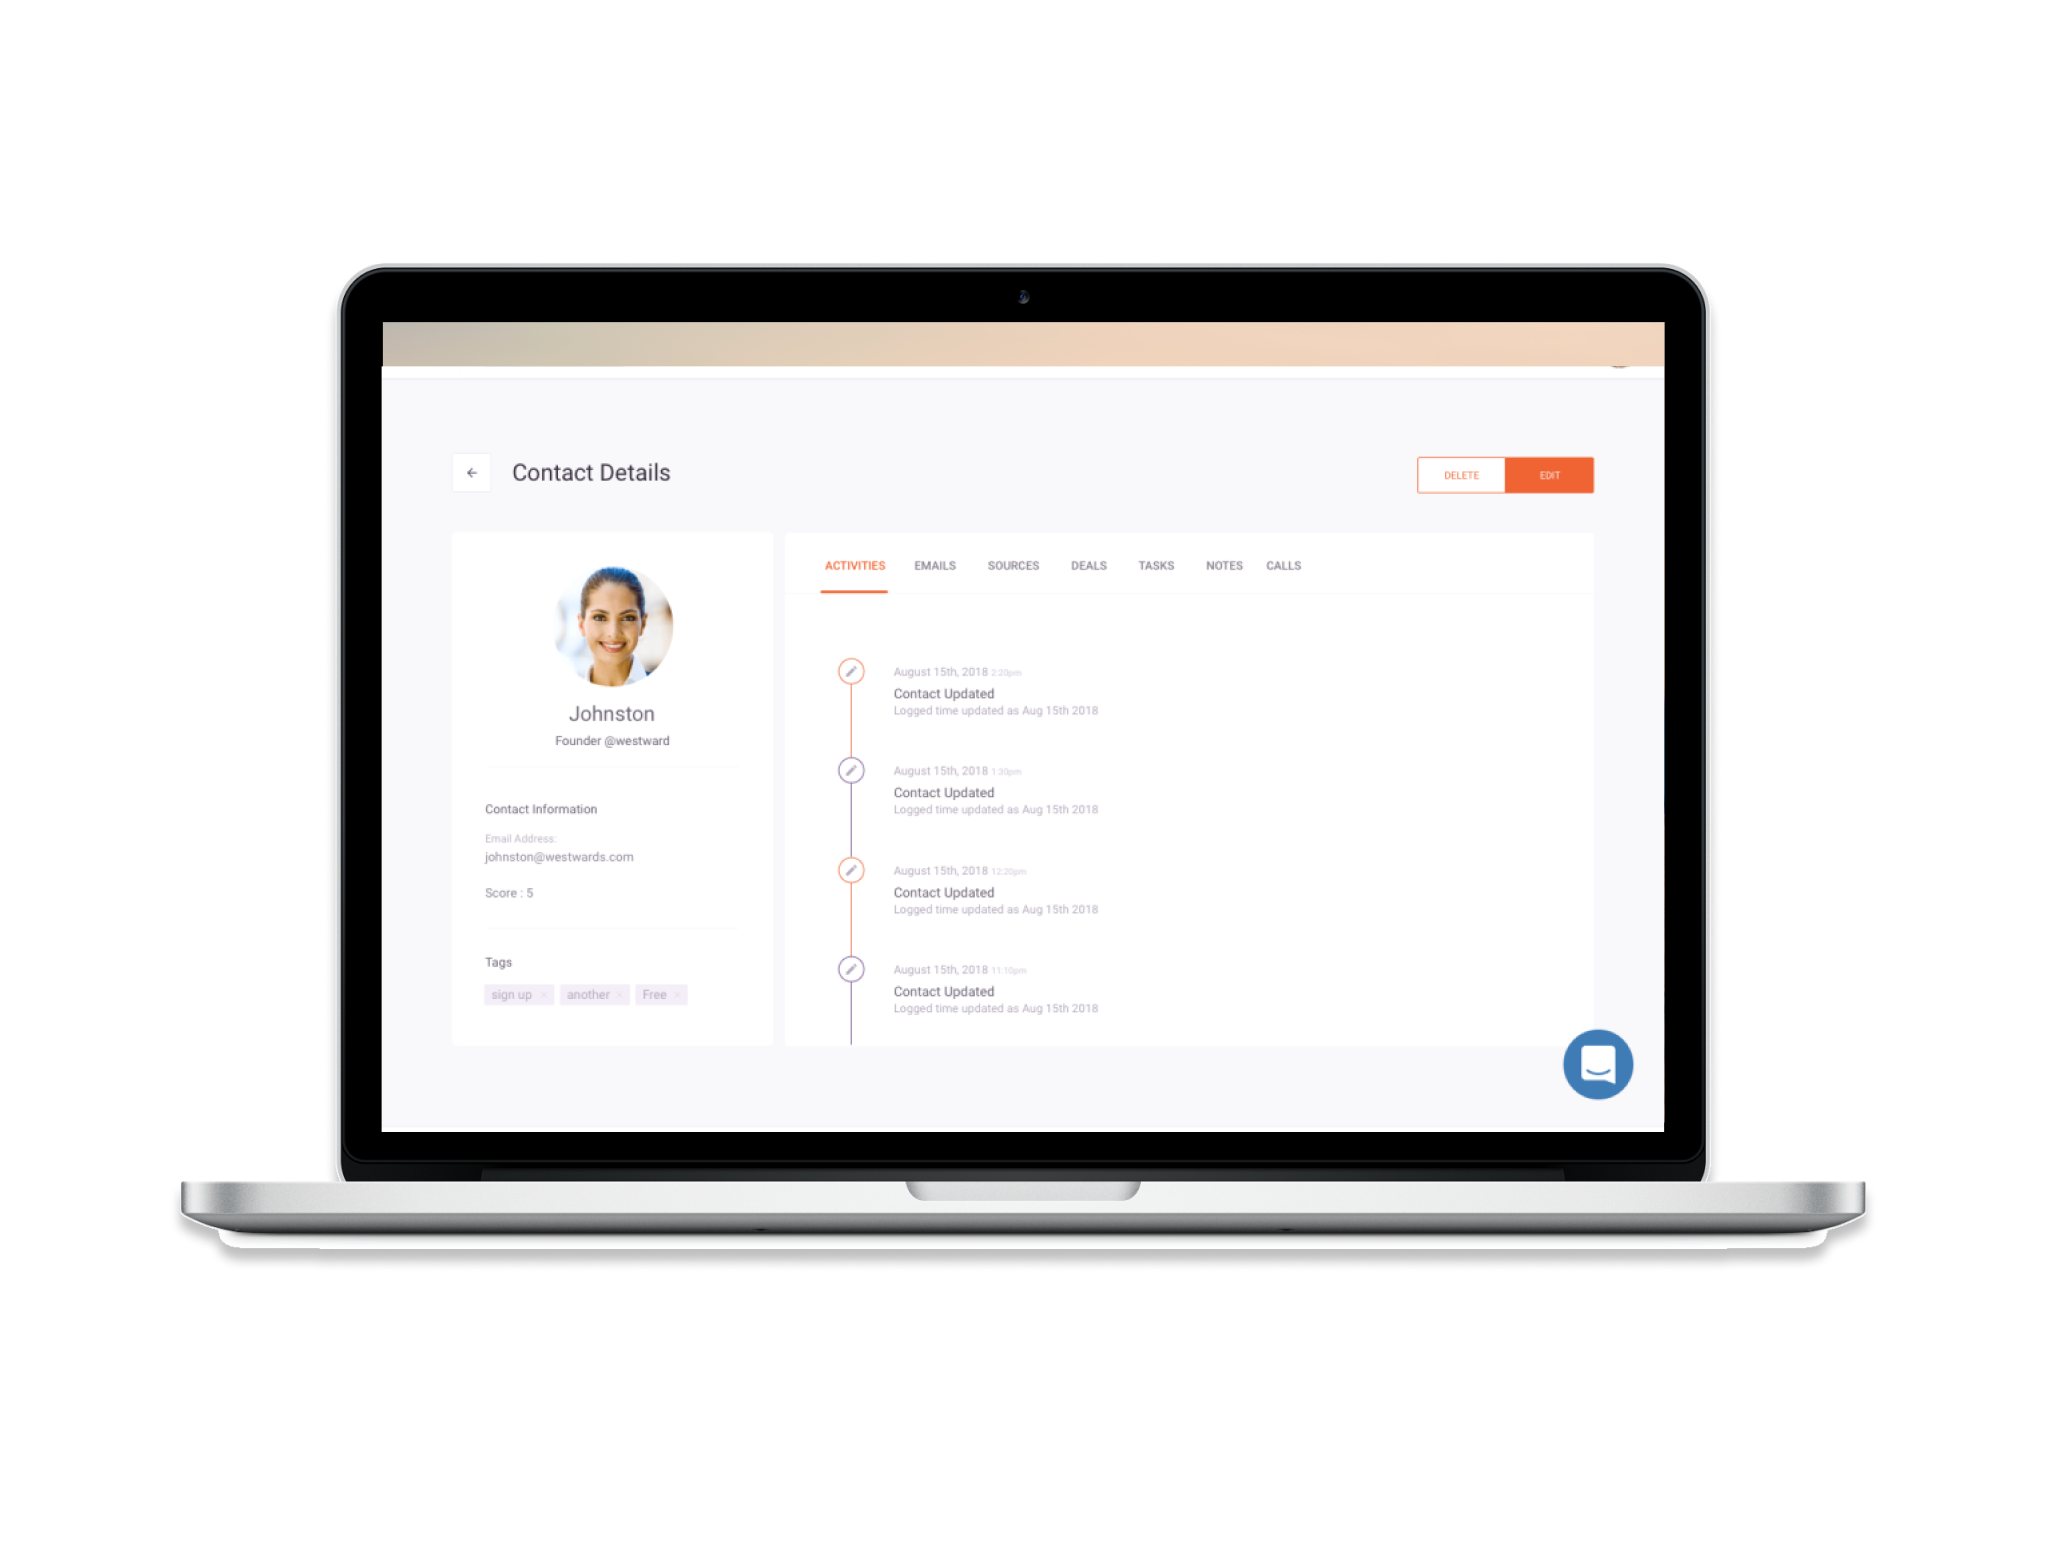 Contact Details
DELETE EDIT
Johnston
Founder @westward
Contact Information
Email Address:
johnston@westwards.com
Score : 5
Tags
sign up × another × Free ×
ACTIVITIES EMAILS SOURCES DEALS TASKS NOTES CALLS
August 15th, 2018 2:20pm
Contact Updated
Logged time updated as Aug 15th 2018
August 15th, 2018 1:30pm
Contact Updated
Logged time updated as Aug 15th 2018
August 15th, 2018 12:20pm
Contact Updated
Logged time updated as Aug 15th 2018
August 15th, 2018 11:10pm
Contact Updated
Logged time updated as Aug 15th 2018